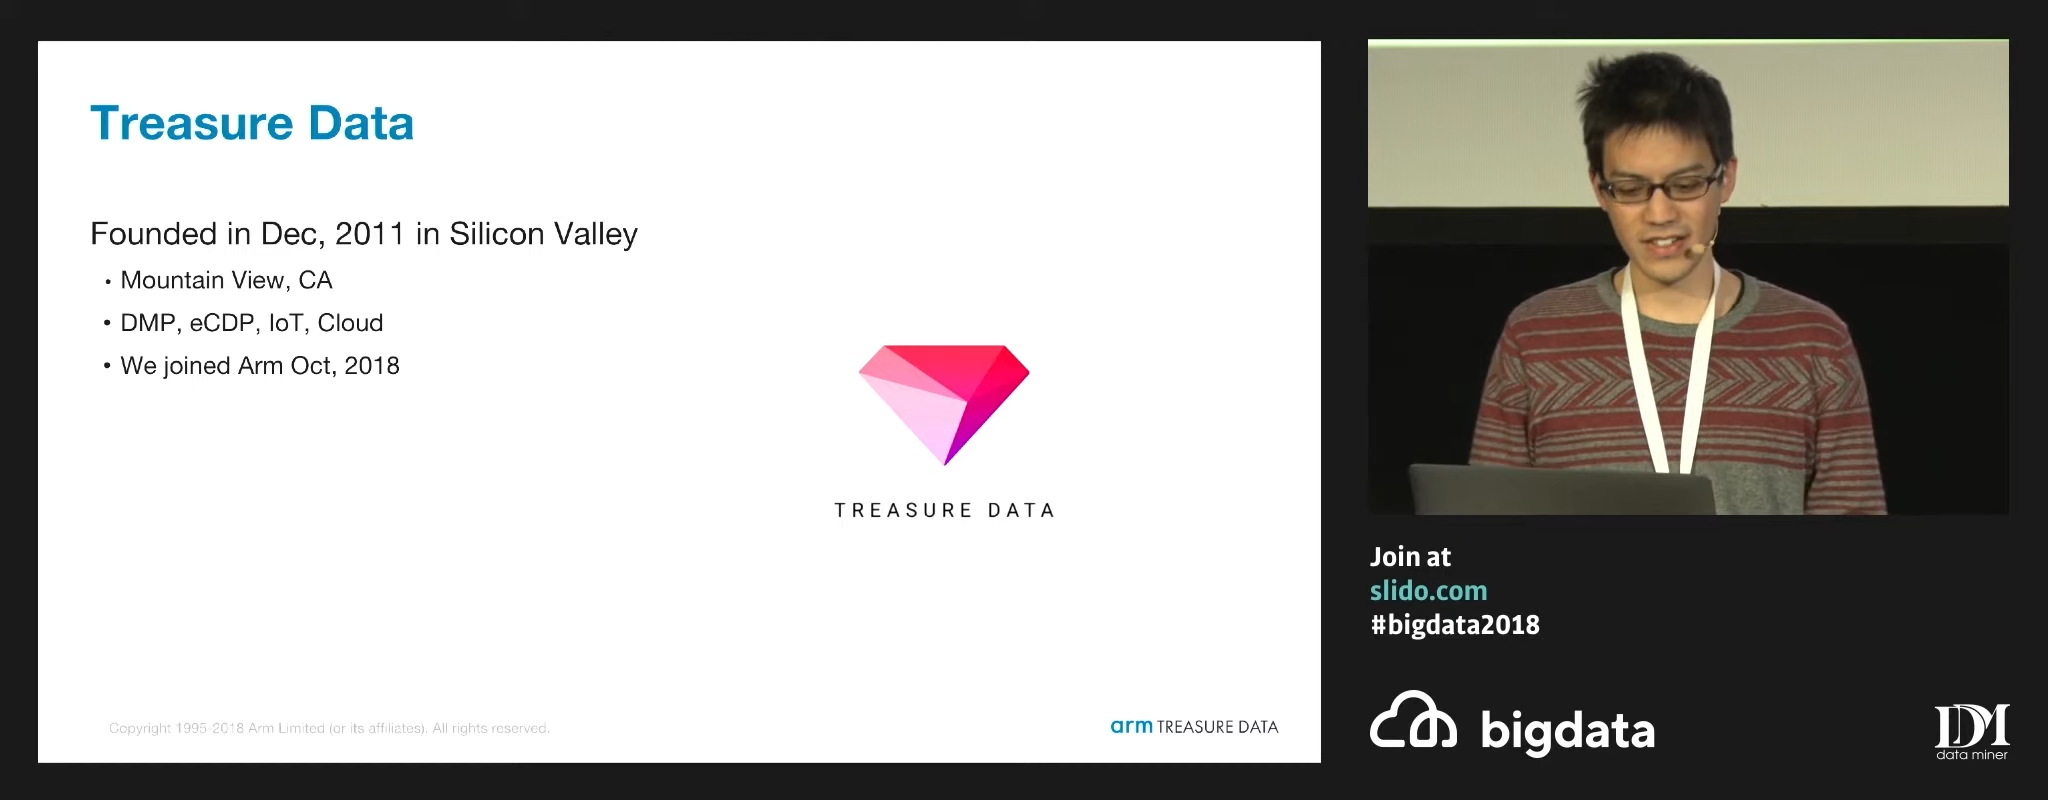 Treasure Data
Founded in Dec, 2011 in Silicon Valley
• Mountain View, CA
• DMP, eCDP, IoT, Cloud
• We joined Arm Oct, 2018
TREASURE DATA
Copyright 1995-2018 Arm Limited (or its affiliates). All rights reserved.
arm TREASURE DATA
Join at
slido.com
#bigdata2018
bigdata
DM
data miner